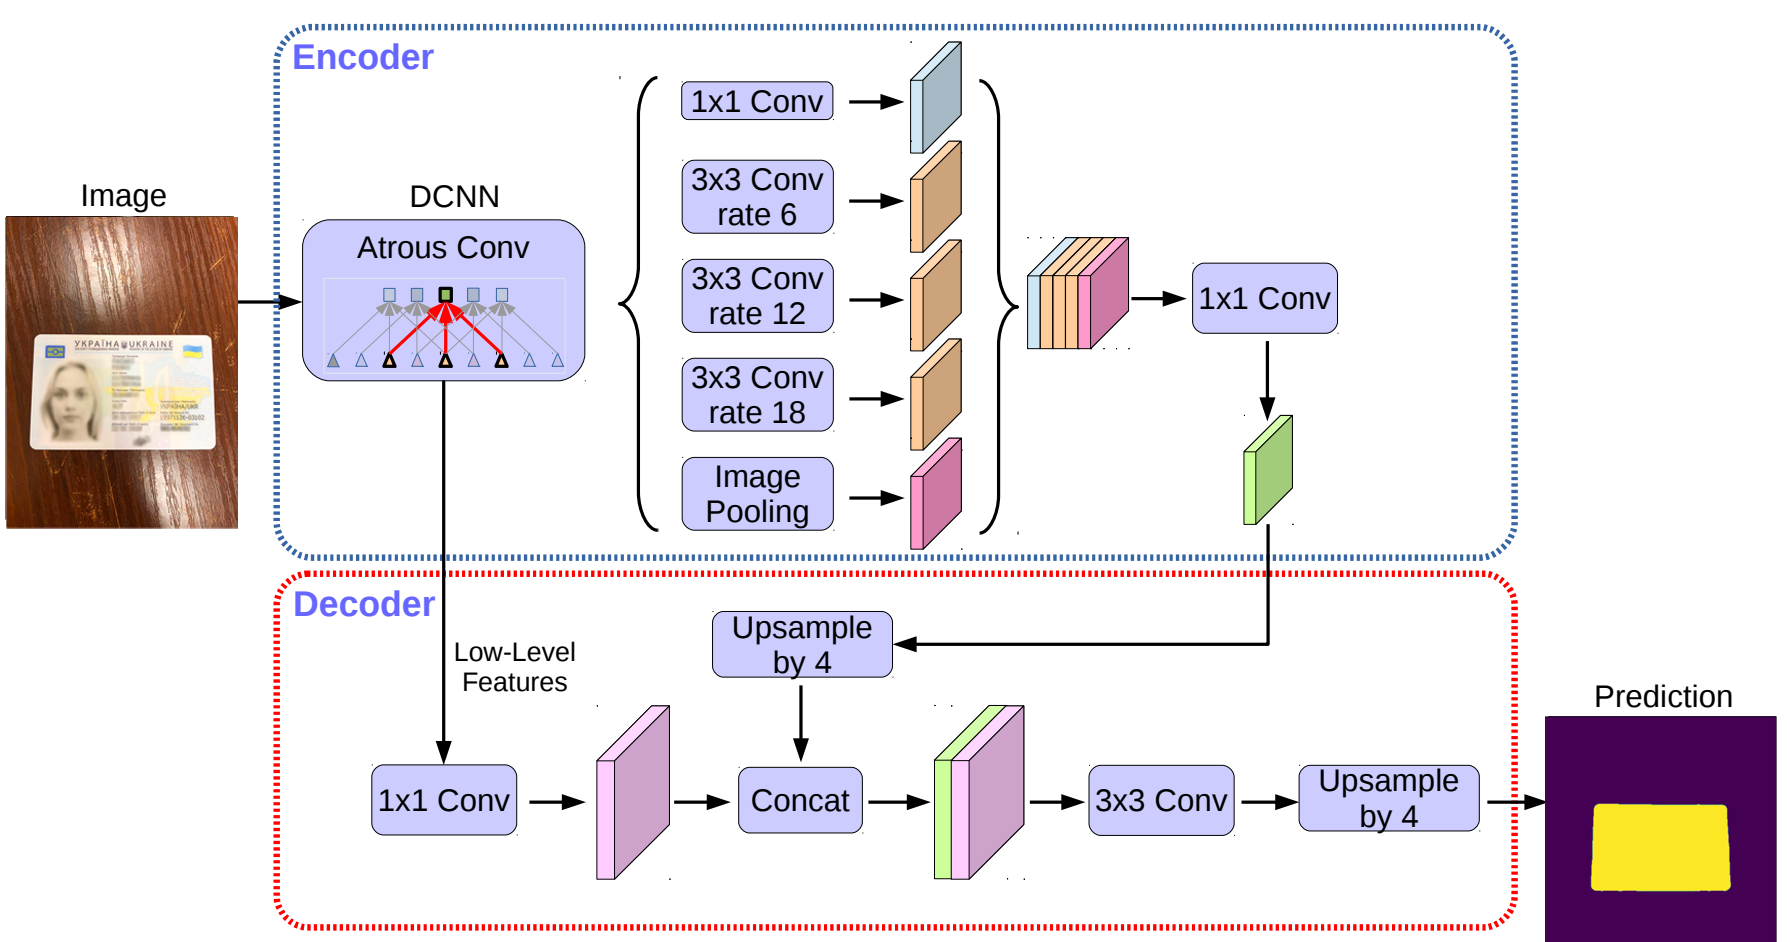 Encoder
1x1 Conv
3x3 Conv
rate 6
Image
DCNN
Atrous Conv
3x3 Conv
rate 12
1x1 Conv
УКРАЇНА UKRAINE
3x3 Conv
rate 18
Image
Pooling
Decoder
Upsample
by 4
Low-Level
Features
Prediction
1x1 Conv
Concat
3x3 Conv
Upsample
by 4